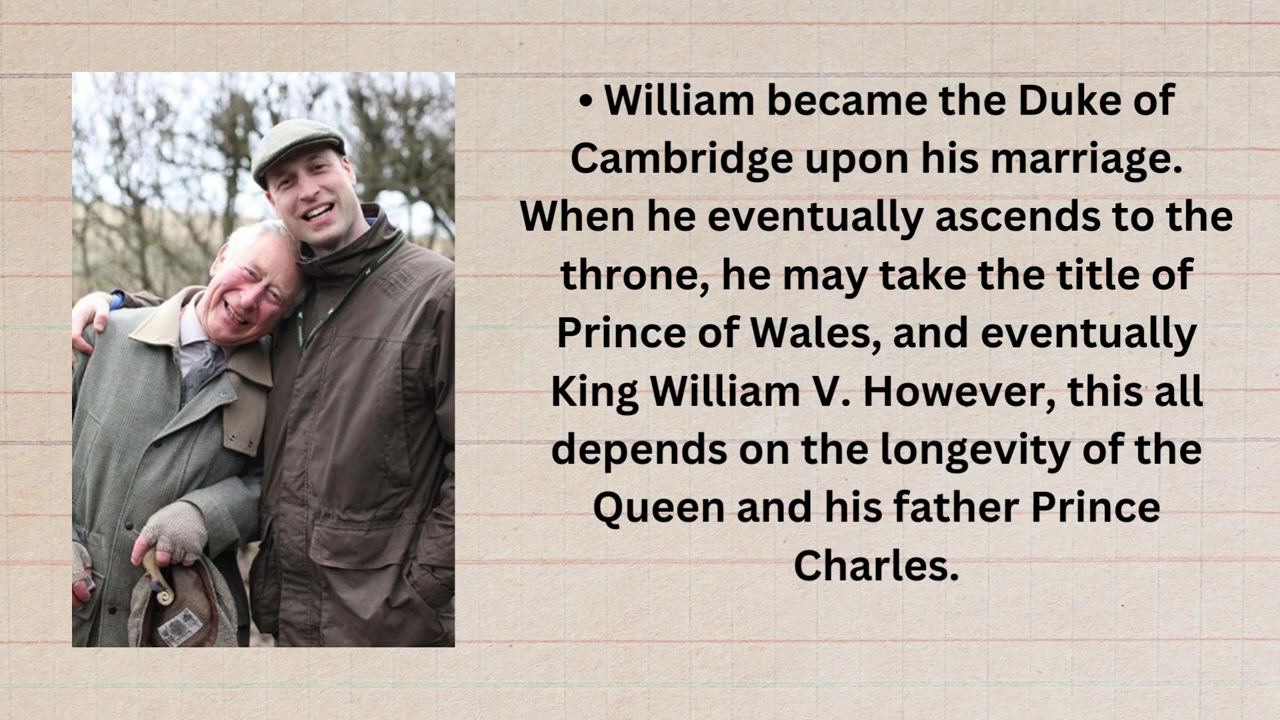 • William became the Duke of
Cambridge upon his marriage.
When he eventually ascends to the
throne, he may take the title of
Prince of Wales, and eventually
King William V. However, this all
depends on the longevity of the
Queen and his father Prince
Charles.